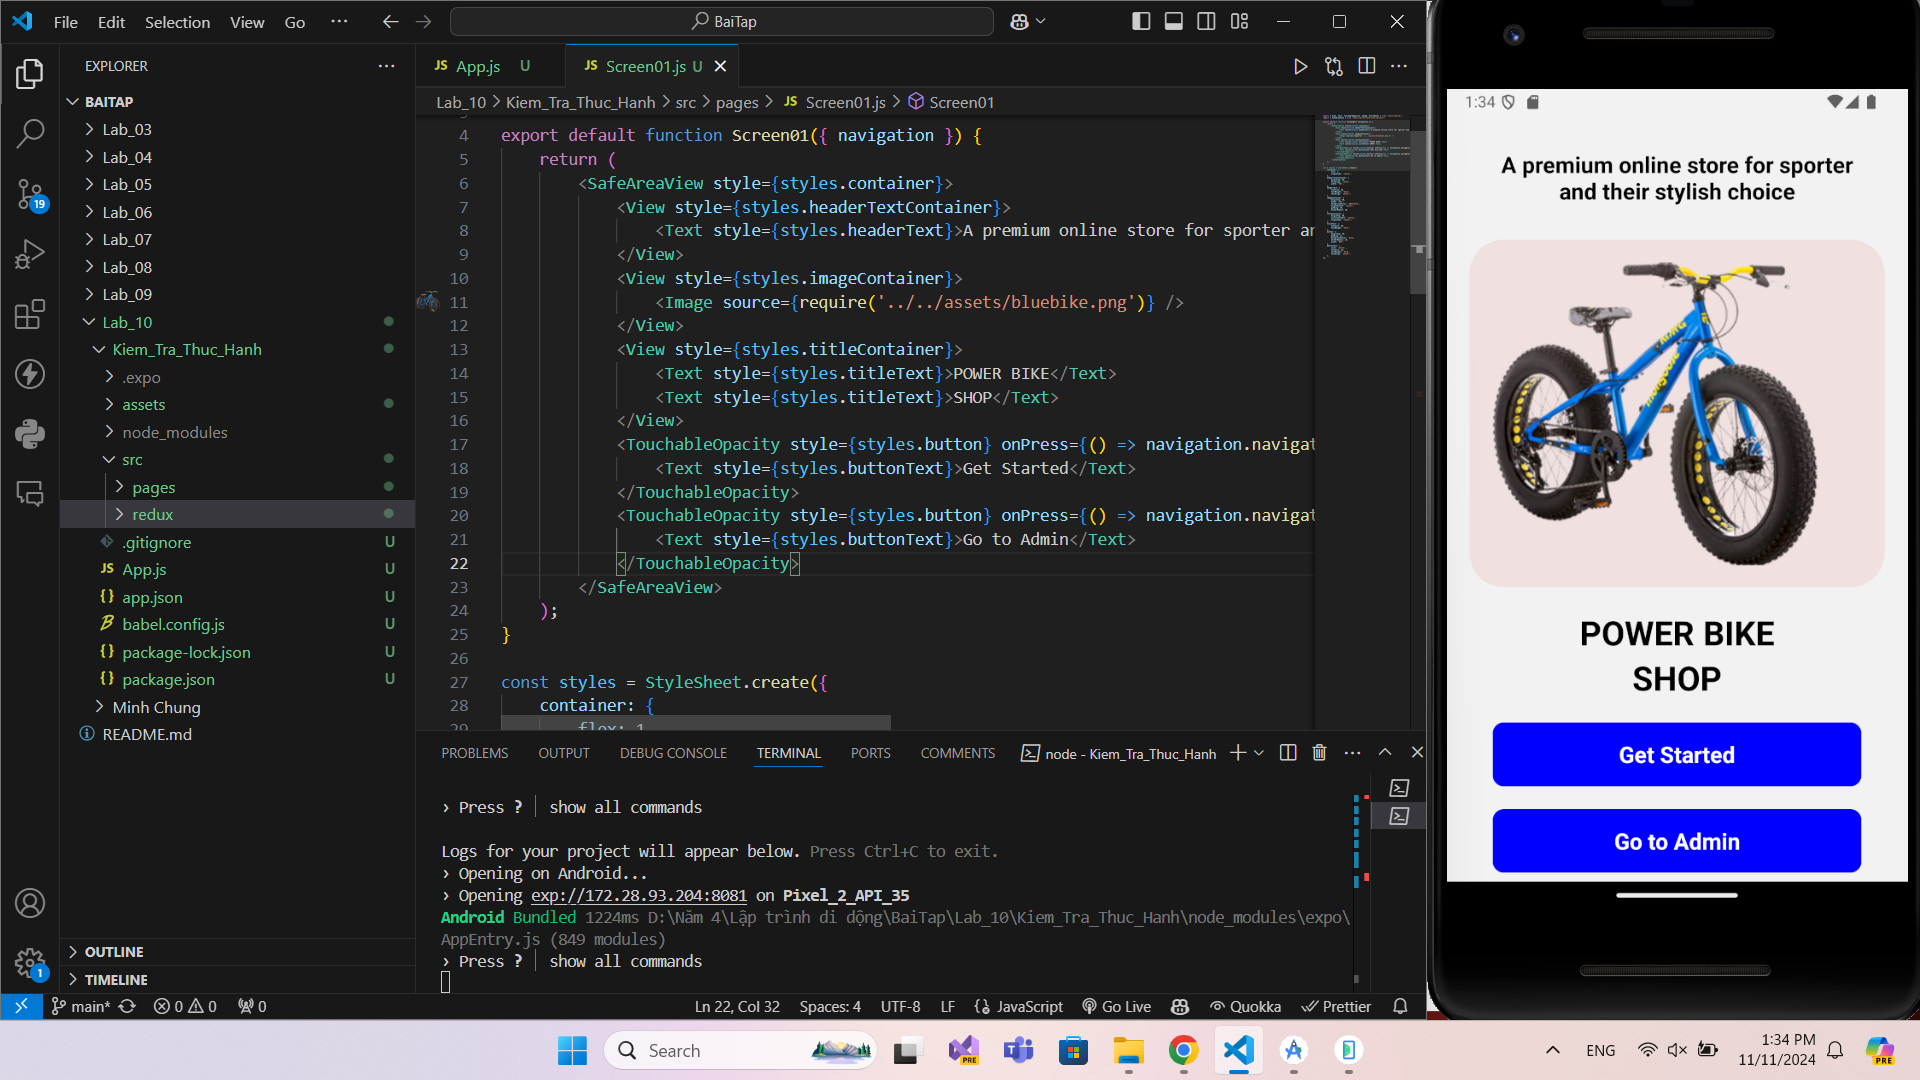 File Edit Selection View Go ···
BaiTap
EXPLORER
BAITAP
Lab_03
Lab_04
Lab_05
Lab_06
Lab_07
Lab_08
Lab_09
Lab_10
Kiem_Tra_Thuc_Hanh
.expo
assets
node_modules
src
pages
redux
.gitignore U
JS App.js U
{} app.json U
babel.config.js U
{} package-lock.json U
{} package.json U
Minh Chung
README.md
OUTLINE
TIMELINE
19
1
JS App.js U
JS Screen01.js U
Lab_10 > Kiem_Tra_Thuc_Hanh > src > pages > JS Screen01.js > Screen01
4 export default function Screen01({ navigation }) {
5 return (
6 <SafeAreaView style={styles.container}>
7 <View style={styles.headerTextContainer}>
8 <Text style={styles.headerText}>A premium online store for sporter an
9 </View>
10 <View style={styles.imageContainer}>
11 <Image source={require('../../assets/bluebike.png')} />
12 </View>
13 <View style={styles.titleContainer}>
14 <Text style={styles.titleText}>POWER BIKE</Text>
15 <Text style={styles.titleText}>SHOP</Text>
16 </View>
17 <TouchableOpacity style={styles.button} onPress={() => navigation.navigat
18 <Text style={styles.buttonText}>Get Started</Text>
19 </TouchableOpacity>
20 <TouchableOpacity style={styles.button} onPress={() => navigation.navigat
21 <Text style={styles.buttonText}>Go to Admin</Text>
22 </TouchableOpacity>
23 </SafeAreaView>
24 );
25 }
26
27 const styles = StyleSheet.create({
28 container: {
29 flex: 1
PROBLEMS OUTPUT DEBUG CONSOLE TERMINAL PORTS COMMENTS node - Kiem_Tra_Thuc_Hanh
› Press ? │ show all commands
Logs for your project will appear below. Press Ctrl+C to exit.
› Opening on Android...
› Opening exp://172.28.93.204:8081 on Pixel_2_API_35
Android Bundled 1224ms D:\Năm 4\Lập trình di động\BaiTap\Lab_10\Kiem_Tra_Thuc_Hanh\node_modules\expo\
AppEntry.js (849 modules)
› Press ? │ show all commands
main* 0 0 0 Ln 22, Col 32 Spaces: 4 UTF-8 LF {} JavaScript Go Live Quokka Prettier
1:34
A premium online store for sporter
and their stylish choice
mongoose
POWER BIKE
SHOP
Get Started
Go to Admin
Search
PRE
ENG
1:34 PM
11/11/2024
PRE